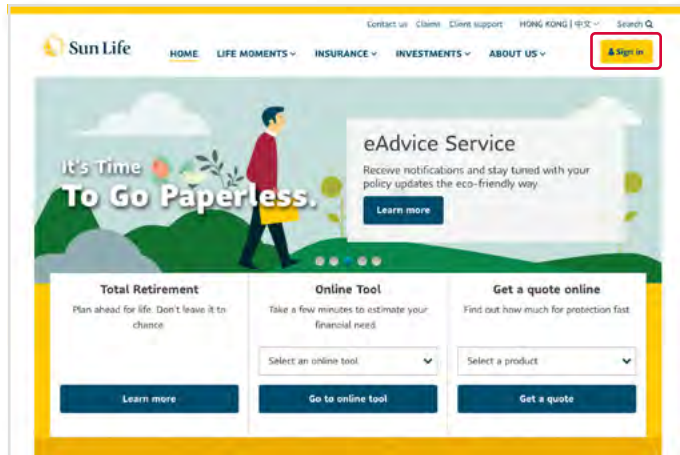 Contact us Claims Client support HONG KONG | 中文 Search
Sun Life HOME LIFE MOMENTS INSURANCE INVESTMENTS ABOUT US Sign in
It's Time
To Go Paperless.
eAdvice Service
Receive notifications and stay tuned with your
policy updates the eco-friendly way
Learn more
Total Retirement
Plan ahead for life. Don't leave it to
chance
Learn more
Online Tool
Take a few minutes to estimate your
financial need
Select an online tool
Go to online tool
Get a quote online
Find out how much for protection fast
Select a product
Get a quote